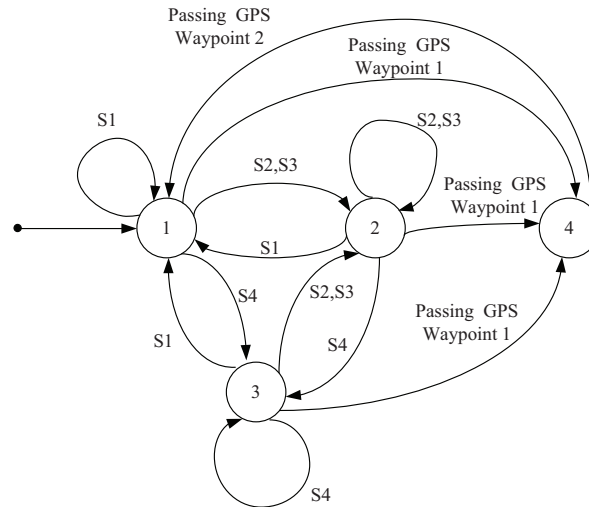 Passing GPS
Waypoint 2
Passing GPS
Waypoint 1
S1
S2,S3
S2,S3
Passing GPS
Waypoint 1
1
2
4
S1
S4
S2,S3
S1
S4
Passing GPS
Waypoint 1
3
S4